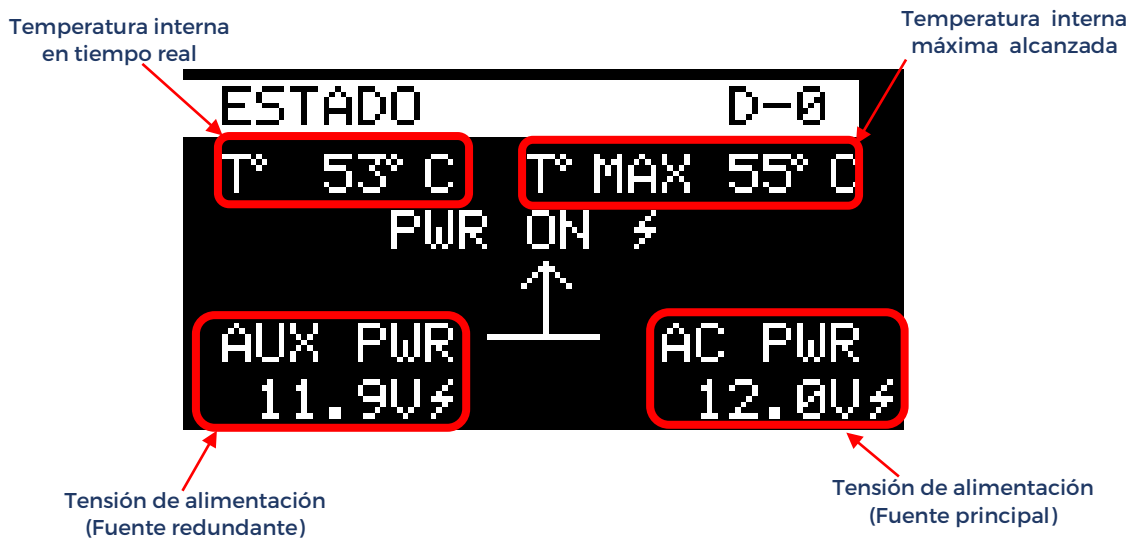 Temperatura interna
en tiempo real
Temperatura interna
máxima alcanzada
ESTADO D-0
T° 53° C T° MAX 55° C
PWR ON
AUX PWR AC PWR
11.9V 12.0V
Tensión de alimentación
(Fuente redundante)
Tensión de alimentación
(Fuente principal)